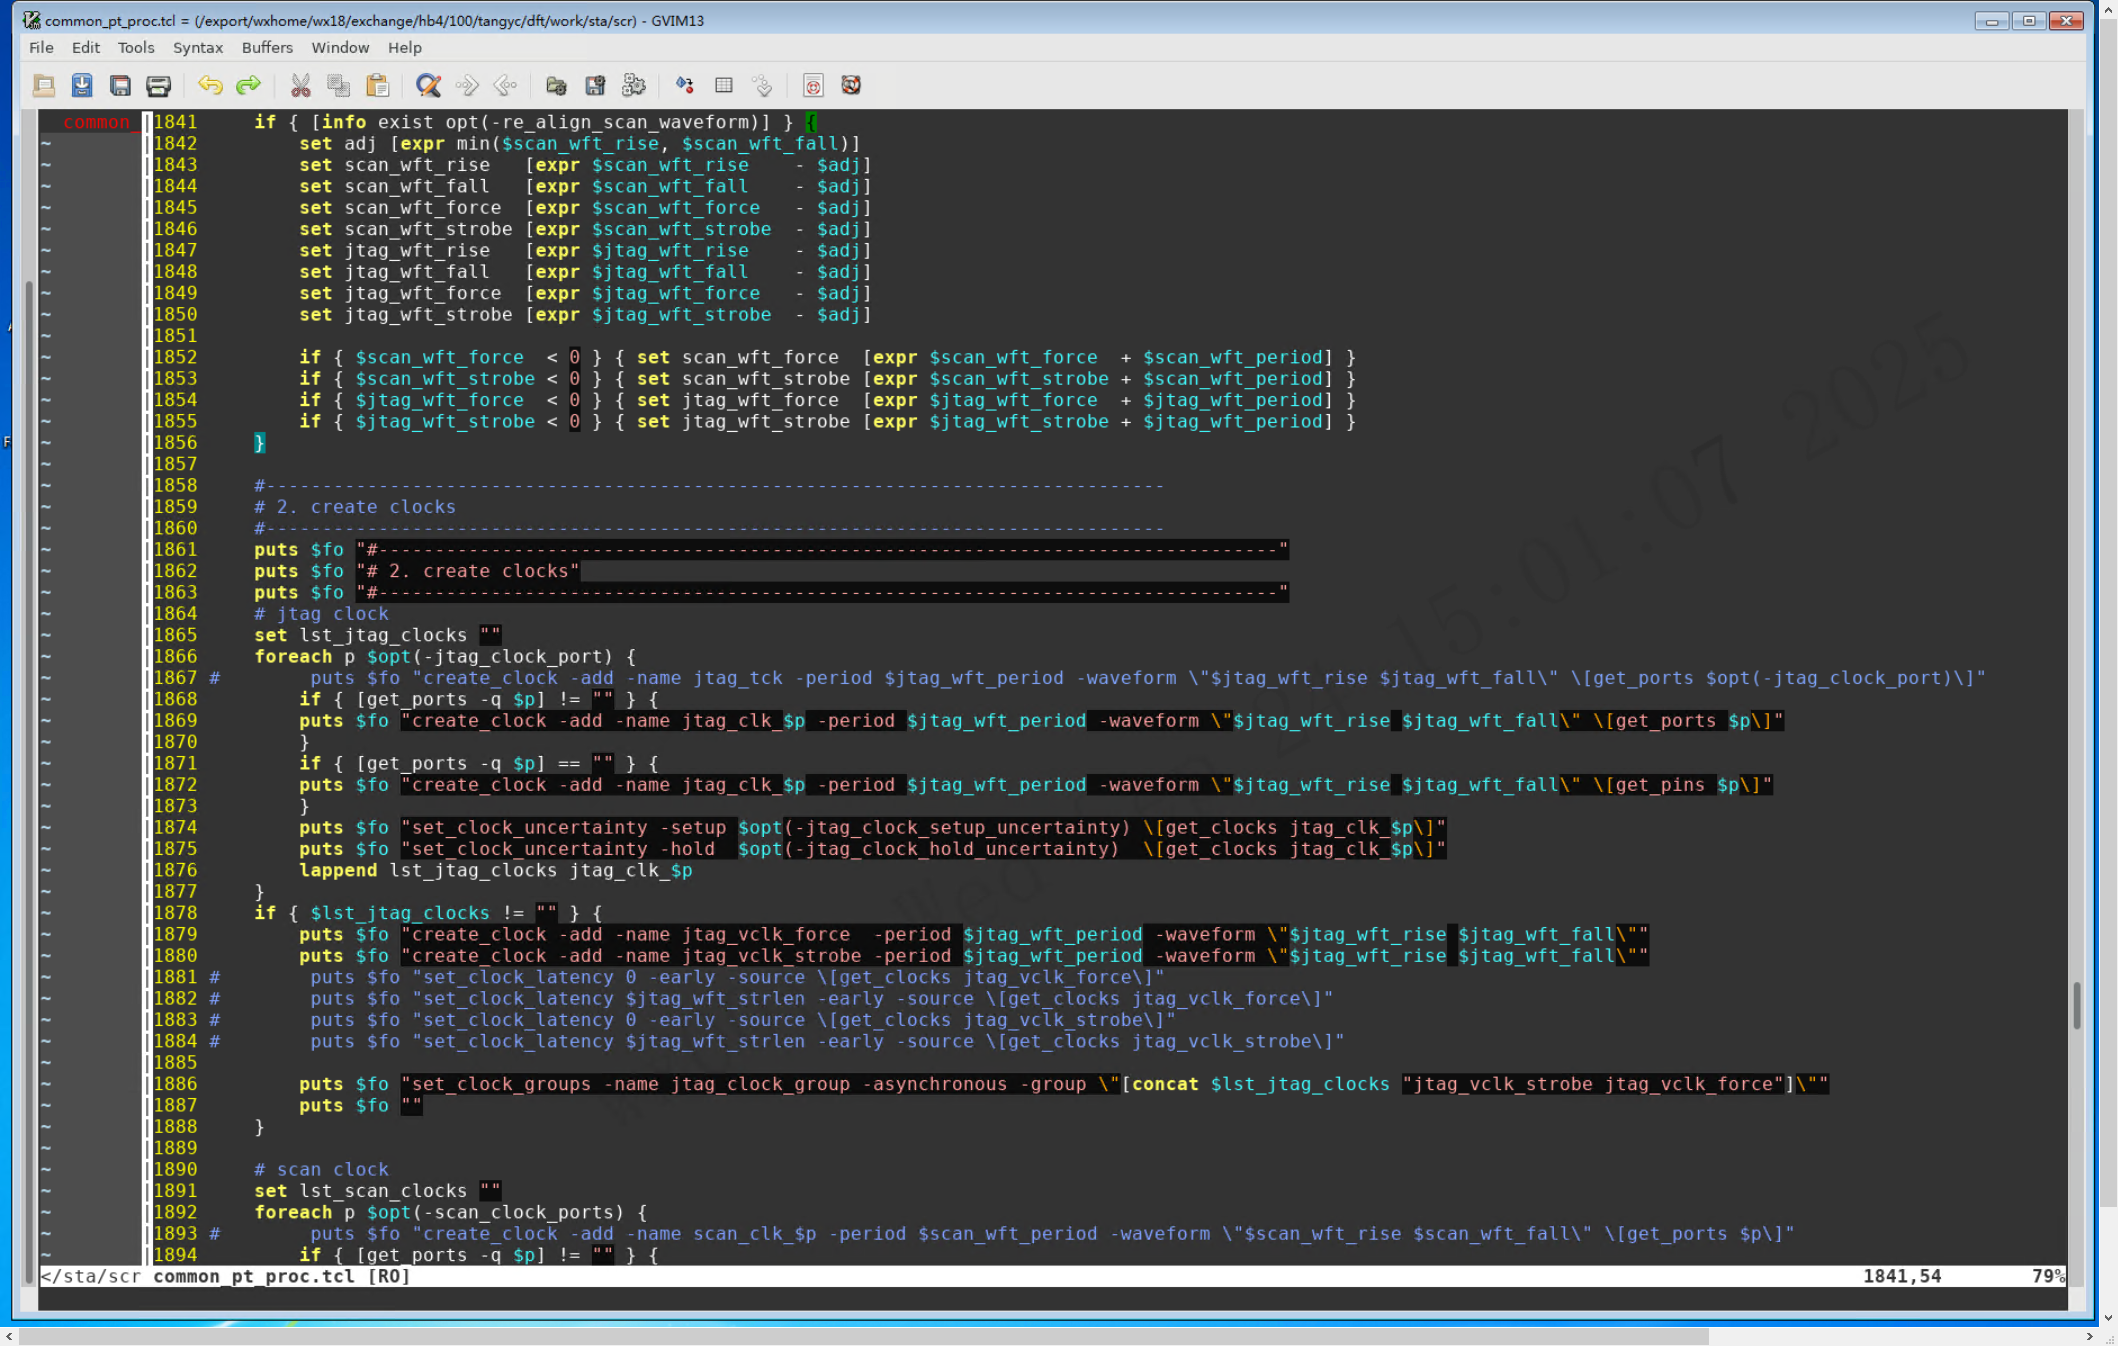 common_pt_proc.tcl = (/export/wxhome/wx18/exchange/hb4/100/tangyc/dft/work/sta/scr) - GVIM13
File Edit Tools Syntax Buffers Window Help
common_
1841     if { [info exist opt(-re_align_scan_waveform)] } {
1842         set adj [expr min($scan_wft_rise, $scan_wft_fall)]
1843         set scan_wft_rise   [expr $scan_wft_rise    - $adj]
1844         set scan_wft_fall   [expr $scan_wft_fall    - $adj]
1845         set scan_wft_force  [expr $scan_wft_force   - $adj]
1846         set scan_wft_strobe [expr $scan_wft_strobe  - $adj]
1847         set jtag_wft_rise   [expr $jtag_wft_rise    - $adj]
1848         set jtag_wft_fall   [expr $jtag_wft_fall    - $adj]
1849         set jtag_wft_force  [expr $jtag_wft_force   - $adj]
1850         set jtag_wft_strobe [expr $jtag_wft_strobe  - $adj]
1851
1852         if { $scan_wft_force  < 0 } { set scan_wft_force  [expr $scan_wft_force  + $scan_wft_period] }
1853         if { $scan_wft_strobe < 0 } { set scan_wft_strobe [expr $scan_wft_strobe + $scan_wft_period] }
1854         if { $jtag_wft_force  < 0 } { set jtag_wft_force  [expr $jtag_wft_force  + $jtag_wft_period] }
1855         if { $jtag_wft_strobe < 0 } { set jtag_wft_strobe [expr $jtag_wft_strobe + $jtag_wft_period] }
1856     }
1857
1858     #--------------------------------------------------------------------------------
1859     # 2. create clocks
1860     #--------------------------------------------------------------------------------
1861     puts $fo "#--------------------------------------------------------------------------------"
1862     puts $fo "# 2. create clocks"
1863     puts $fo "#--------------------------------------------------------------------------------"
1864     # jtag clock
1865     set lst_jtag_clocks ""
1866     foreach p $opt(-jtag_clock_port) {
1867 #        puts $fo "create_clock -add -name jtag_tck -period $jtag_wft_period -waveform \"$jtag_wft_rise $jtag_wft_fall\" \[get_ports $opt(-jtag_clock_port)\]"
1868         if { [get_ports -q $p] != "" } {
1869         puts $fo "create_clock -add -name jtag_clk_$p -period $jtag_wft_period -waveform \"$jtag_wft_rise $jtag_wft_fall\" \[get_ports $p\]"
1870         }
1871         if { [get_ports -q $p] == "" } {
1872         puts $fo "create_clock -add -name jtag_clk_$p -period $jtag_wft_period -waveform \"$jtag_wft_rise $jtag_wft_fall\" \[get_pins $p\]"
1873         }
1874         puts $fo "set_clock_uncertainty -setup $opt(-jtag_clock_setup_uncertainty) \[get_clocks jtag_clk_$p\]"
1875         puts $fo "set_clock_uncertainty -hold  $opt(-jtag_clock_hold_uncertainty)  \[get_clocks jtag_clk_$p\]"
1876         lappend lst_jtag_clocks jtag_clk_$p
1877     }
1878     if { $lst_jtag_clocks != "" } {
1879         puts $fo "create_clock -add -name jtag_vclk_force  -period $jtag_wft_period -waveform \"$jtag_wft_rise $jtag_wft_fall\""
1880         puts $fo "create_clock -add -name jtag_vclk_strobe -period $jtag_wft_period -waveform \"$jtag_wft_rise $jtag_wft_fall\""
1881 #        puts $fo "set_clock_latency 0 -early -source \[get_clocks jtag_vclk_force\]"
1882 #        puts $fo "set_clock_latency $jtag_wft_strlen -early -source \[get_clocks jtag_vclk_force\]"
1883 #        puts $fo "set_clock_latency 0 -early -source \[get_clocks jtag_vclk_strobe\]"
1884 #        puts $fo "set_clock_latency $jtag_wft_strlen -early -source \[get_clocks jtag_vclk_strobe\]"
1885
1886         puts $fo "set_clock_groups -name jtag_clock_group -asynchronous -group \"[concat $lst_jtag_clocks "jtag_vclk_strobe jtag_vclk_force"]\""
1887         puts $fo ""
1888     }
1889
1890     # scan clock
1891     set lst_scan_clocks ""
1892     foreach p $opt(-scan_clock_ports) {
1893 #        puts $fo "create_clock -add -name scan_clk_$p -period $scan_wft_period -waveform \"$scan_wft_rise $scan_wft_fall\" \[get_ports $p\]"
1894         if { [get_ports -q $p] != "" } {
</sta/scr common_pt_proc.tcl [RO] 1841,54 79%
Wed 24 15:01:07 2025